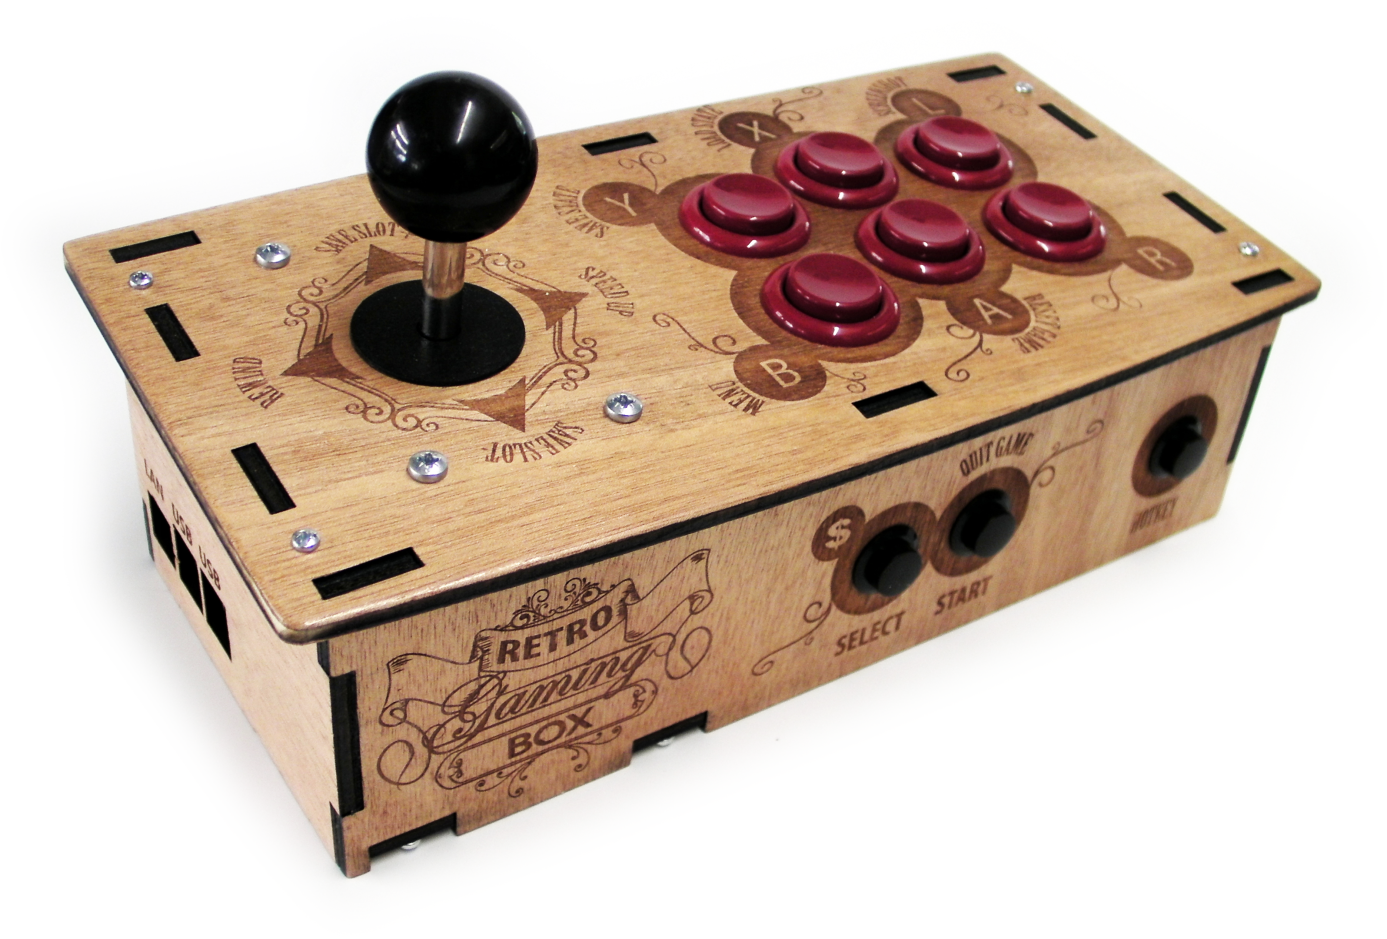 SAVE SLOT +
SPEED UP
SAVE SLOT-
REWIND
LOAD STATE
X
L
SAVE STATE
Y
R
A
RESET GAME
B
MENU
LAN
USB
USB
RETRO
Gaming
BOX
$
SELECT
START
QUIT GAME
HOTKEY